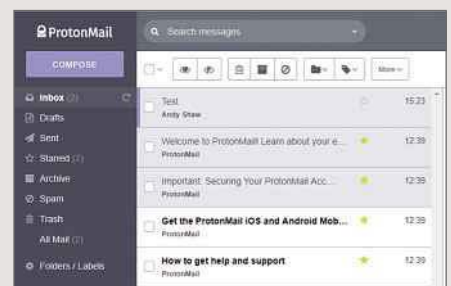 ProtonMail
Search messages
COMPOSE
More
Inbox (2)
Drafts
Sent
Starred (2)
Archive
Spam
Trash
All Mail (2)
Folders / Labels
Test 15:23
Andy Shaw
Welcome to ProtonMail! Learn about your e... 12:39
ProtonMail
Important: Securing Your ProtonMail Acc... 12:39
ProtonMail
Get the ProtonMail iOS and Android Mob... 12:39
ProtonMail
How to get help and support 12:39
ProtonMail